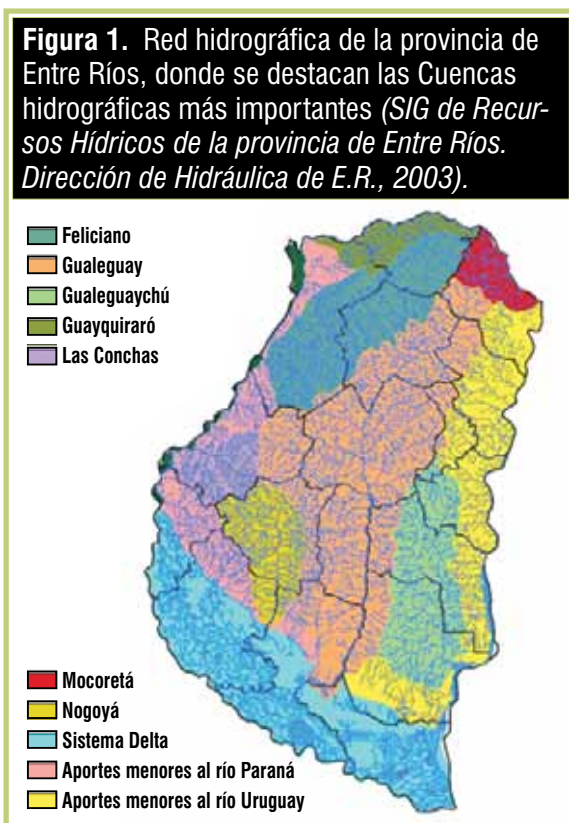 Figura 1. Red hidrográfica de la provincia de
Entre Ríos, donde se destacan las Cuencas
hidrográficas más importantes (SIG de Recur-
sos Hídricos de la provincia de Entre Ríos.
Dirección de Hidráulica de E.R., 2003).
Feliciano
Gualeguay
Gualeguaychú
Guayquiraró
Las Conchas
Mocoretá
Nogoyá
Sistema Delta
Aportes menores al río Paraná
Aportes menores al río Uruguay